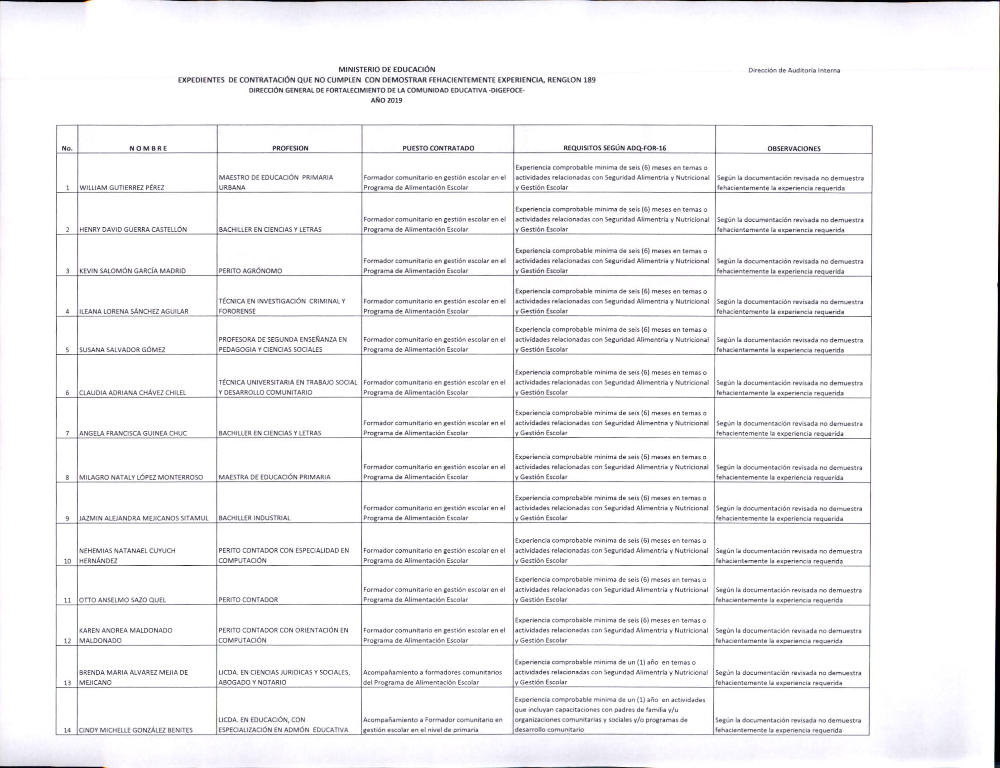 MINISTERIO DE EDUCACIÓN
Dirección de Auditoría Interna
EXPEDIENTES DE CONTRATACIÓN QUE NO CUMPLEN CON DEMOSTRAR FEHACIENTEMENTE EXPERIENCIA, RENGLON 189
DIRECCIÓN GENERAL DE FORTALECIMIENTO DE LA COMUNIDAD EDUCATIVA -DIGEFOCE-
AÑO 2019
No. N O M B R E PROFESION PUESTO CONTRATADO REQUISITOS SEGÚN ADQ-FOR-16 OBSERVACIONES
1
WILLIAM GUTIERREZ PÉREZ
MAESTRO DE EDUCACIÓN PRIMARIA
URBANA
Formador comunitario en gestión escolar en el
Programa de Alimentación Escolar
Experiencia comprobable minima de seis (6) meses en temas o
actividades relacionadas con Seguridad Alimentria y Nutricional
y Gestión Escolar
Según la documentación revisada no demuestra
fehacientemente la experiencia requerida
2
HENRY DAVID GUERRA CASTELLÓN
BACHILLER EN CIENCIAS Y LETRAS
Formador comunitario en gestión escolar en el
Programa de Alimentación Escolar
Experiencia comprobable minima de seis (6) meses en temas o
actividades relacionadas con Seguridad Alimentria y Nutricional
y Gestión Escolar
Según la documentación revisada no demuestra
fehacientemente la experiencia requerida
3
KEVIN SALOMÓN GARCÍA MADRID
PERITO AGRÓNOMO
Formador comunitario en gestión escolar en el
Programa de Alimentación Escolar
Experiencia comprobable minima de seis (6) meses en temas o
actividades relacionadas con Seguridad Alimentria y Nutricional
y Gestión Escolar
Según la documentación revisada no demuestra
fehacientemente la experiencia requerida
4
ILEANA LORENA SÁNCHEZ AGUILAR
TÉCNICA EN INVESTIGACIÓN CRIMINAL Y
FORORENSE
Formador comunitario en gestión escolar en el
Programa de Alimentación Escolar
Experiencia comprobable minima de seis (6) meses en temas o
actividades relacionadas con Seguridad Alimentria y Nutricional
y Gestión Escolar
Según la documentación revisada no demuestra
fehacientemente la experiencia requerida
5
SUSANA SALVADOR GÓMEZ
PROFESORA DE SEGUNDA ENSEÑANZA EN
PEDAGOGIA Y CIENCIAS SOCIALES
Formador comunitario en gestión escolar en el
Programa de Alimentación Escolar
Experiencia comprobable minima de seis (6) meses en temas o
actividades relacionadas con Seguridad Alimentria y Nutricional
y Gestión Escolar
Según la documentación revisada no demuestra
fehacientemente la experiencia requerida
6
CLAUDIA ADRIANA CHÁVEZ CHILEL
TÉCNICA UNIVERSITARIA EN TRABAJO SOCIAL
Y DESARROLLO COMUNITARIO
Formador comunitario en gestión escolar en el
Programa de Alimentación Escolar
Experiencia comprobable minima de seis (6) meses en temas o
actividades relacionadas con Seguridad Alimentria y Nutricional
y Gestión Escolar
Según la documentación revisada no demuestra
fehacientemente la experiencia requerida
7
ANGELA FRANCISCA GUINEA CHUC
BACHILLER EN CIENCIAS Y LETRAS
Formador comunitario en gestión escolar en el
Programa de Alimentación Escolar
Experiencia comprobable minima de seis (6) meses en temas o
actividades relacionadas con Seguridad Alimentria y Nutricional
y Gestión Escolar
Según la documentación revisada no demuestra
fehacientemente la experiencia requerida
8
MILAGRO NATALY LÓPEZ MONTERROSO
MAESTRA DE EDUCACIÓN PRIMARIA
Formador comunitario en gestión escolar en el
Programa de Alimentación Escolar
Experiencia comprobable minima de seis (6) meses en temas o
actividades relacionadas con Seguridad Alimentria y Nutricional
y Gestión Escolar
Según la documentación revisada no demuestra
fehacientemente la experiencia requerida
9
JAZMIN ALEJANDRA MEJICANOS SITAMUL
BACHILLER INDUSTRIAL
Formador comunitario en gestión escolar en el
Programa de Alimentación Escolar
Experiencia comprobable minima de seis (6) meses en temas o
actividades relacionadas con Seguridad Alimentria y Nutricional
y Gestión Escolar
Según la documentación revisada no demuestra
fehacientemente la experiencia requerida
10
NEHEMIAS NATANAEL CUYUCH
HERNÁNDEZ
PERITO CONTADOR CON ESPECIALIDAD EN
COMPUTACIÓN
Formador comunitario en gestión escolar en el
Programa de Alimentación Escolar
Experiencia comprobable minima de seis (6) meses en temas o
actividades relacionadas con Seguridad Alimentria y Nutricional
y Gestión Escolar
Según la documentación revisada no demuestra
fehacientemente la experiencia requerida
11
OTTO ANSELMO SAZO QUEL
PERITO CONTADOR
Formador comunitario en gestión escolar en el
Programa de Alimentación Escolar
Experiencia comprobable minima de seis (6) meses en temas o
actividades relacionadas con Seguridad Alimentria y Nutricional
y Gestión Escolar
Según la documentación revisada no demuestra
fehacientemente la experiencia requerida
12
KAREN ANDREA MALDONADO
MALDONADO
PERITO CONTADOR CON ORIENTACIÓN EN
COMPUTACIÓN
Formador comunitario en gestión escolar en el
Programa de Alimentación Escolar
Experiencia comprobable minima de seis (6) meses en temas o
actividades relacionadas con Seguridad Alimentria y Nutricional
y Gestión Escolar
Según la documentación revisada no demuestra
fehacientemente la experiencia requerida
13
BRENDA MARIA ALVAREZ MEJIA DE
MEJICANO
LICDA. EN CIENCIAS JURIDICAS Y SOCIALES,
ABOGADO Y NOTARIO
Acompañamiento a formadores comunitarios
del Programa de Alimentación Escolar
Experiencia comprobable minima de un (1) año en temas o
actividades relacionadas con Seguridad Alimentria y Nutricional
y Gestión Escolar
Según la documentación revisada no demuestra
fehacientemente la experiencia requerida
14
CINDY MICHELLE GONZÁLEZ BENITES
LICDA. EN EDUCACIÓN, CON
ESPECIALIZACIÓN EN ADMÓN EDUCATIVA
Acompañamiento a Formador comunitario en
gestión escolar en el nivel de primaria
Experiencia comprobable minima de un (1) año en actividades
que incluyan capacitaciones con padres de familia y/u
organizaciones comunitarias y sociales y/o programas de
desarrollo comunitario
Según la documentación revisada no demuestra
fehacientemente la experiencia requerida